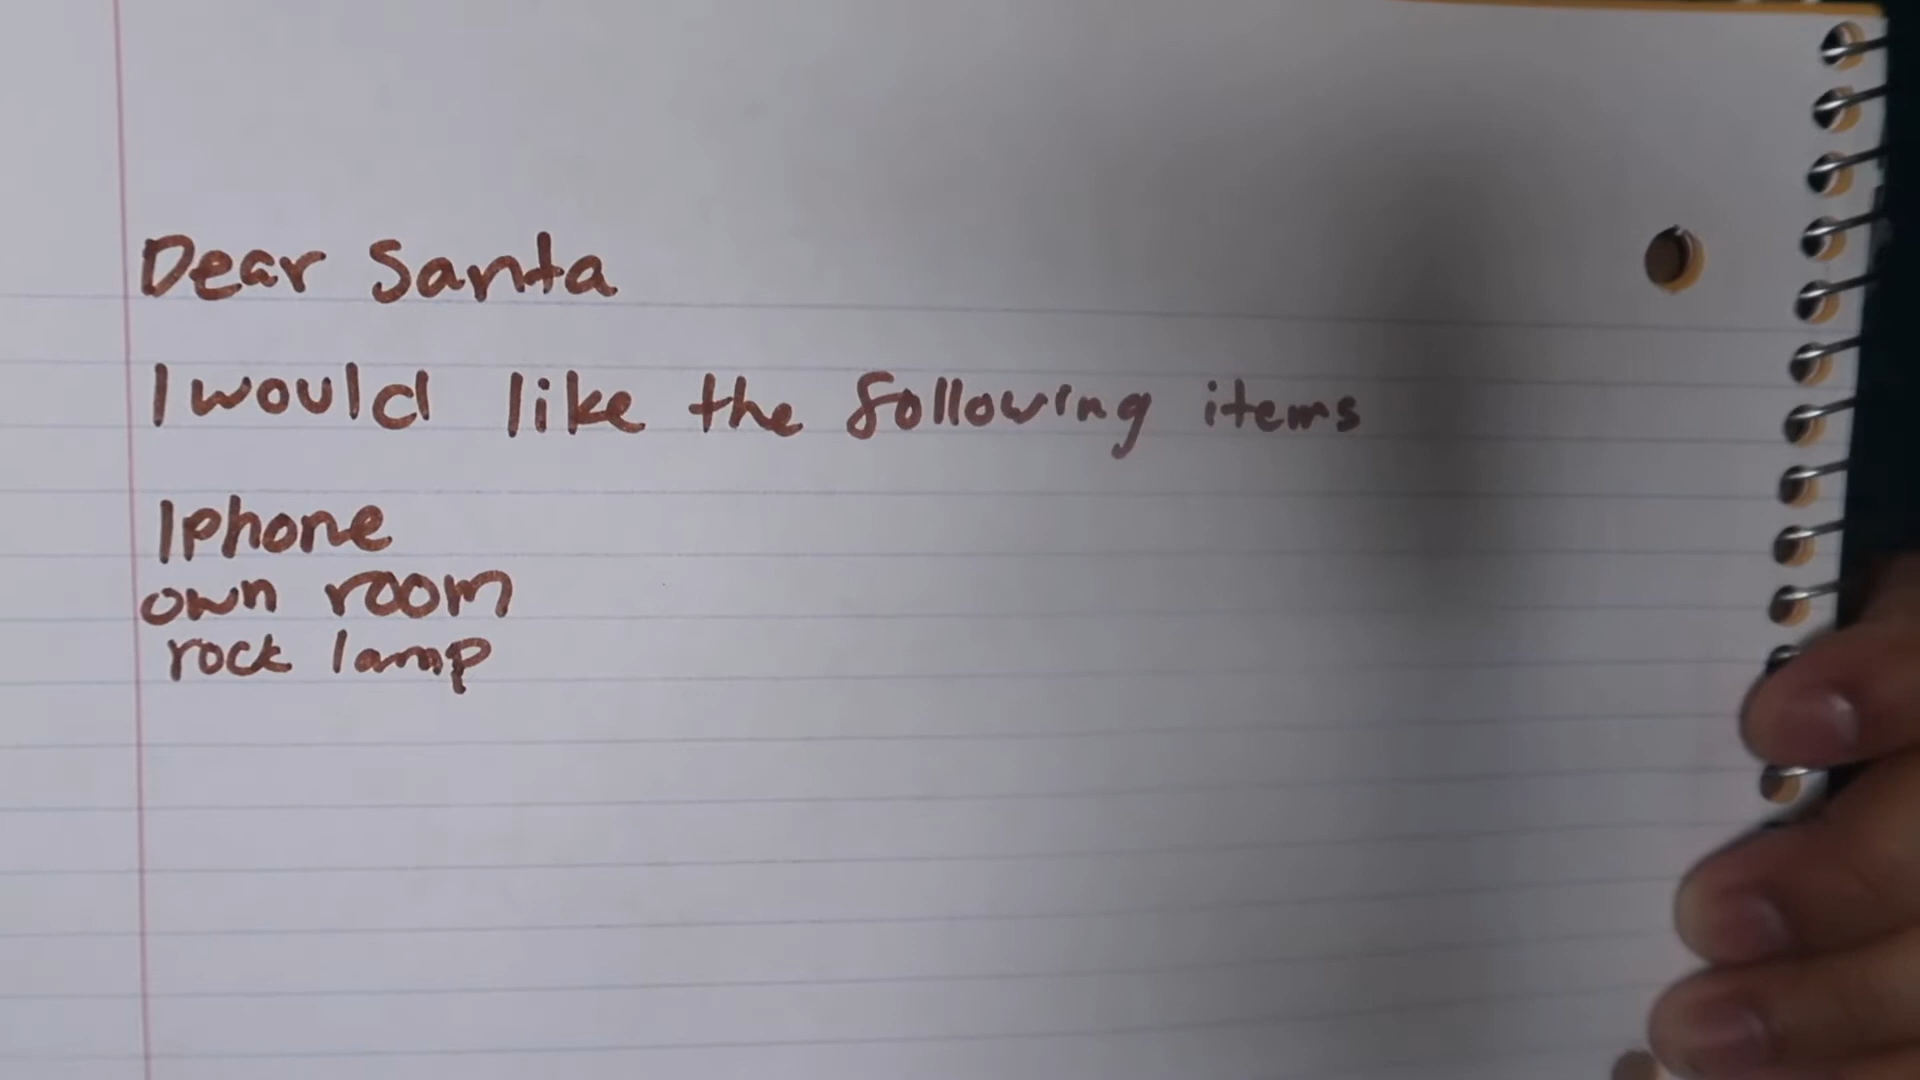 Dear Santa
I would like the following items
Iphone
own room
rock lamp